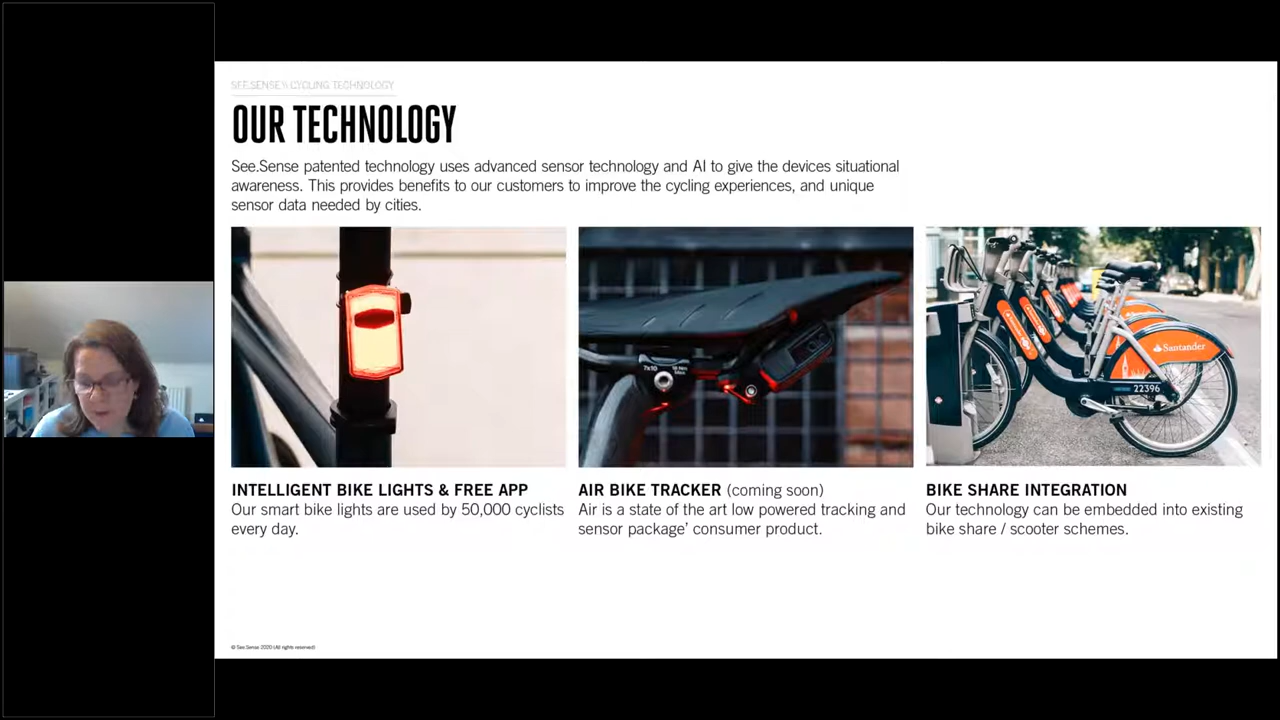 SEE.SENSE ® CYCLING TECHNOLOGY
OUR TECHNOLOGY
See.Sense patented technology uses advanced sensor technology and AI to give the devices situational
awareness. This provides benefits to our customers to improve the cycling experiences, and unique
sensor data needed by cities.
7x10
Santander
22396
INTELLIGENT BIKE LIGHTS & FREE APP
Our smart bike lights are used by 50,000 cyclists
every day.
AIR BIKE TRACKER (coming soon)
Air is a state of the art low powered tracking and
sensor package' consumer product.
BIKE SHARE INTEGRATION
Our technology can be embedded into existing
bike share / scooter schemes.
© See.Sense 2020 (All rights reserved)